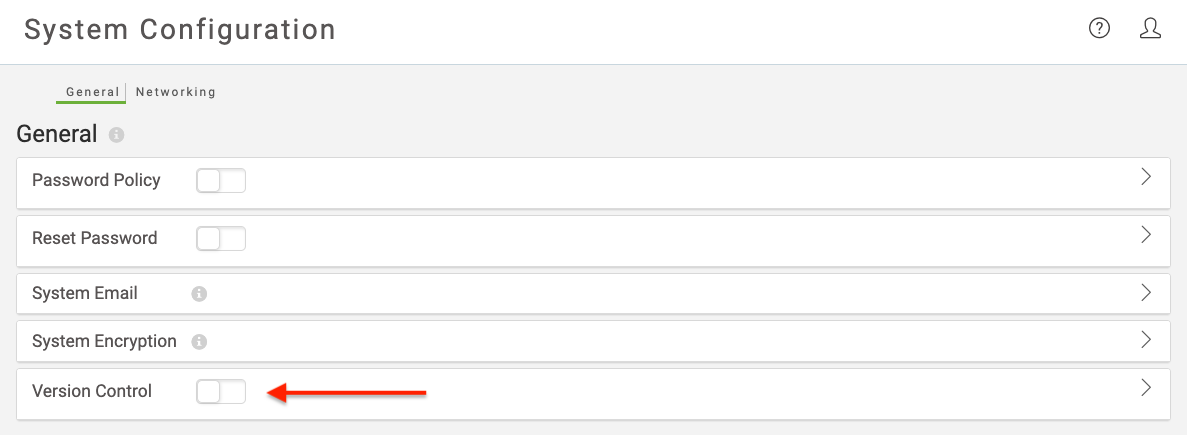 System Configuration
General
Networking
General
Password Policy
Reset Password
System Email
System Encryption
Version Control